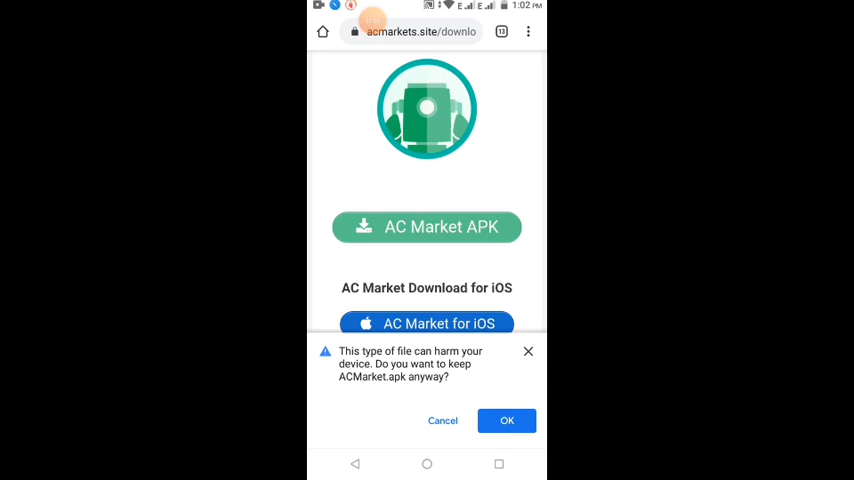 E E 1:02 PM
acmarkets.site/downlo 13
AC Market APK
AC Market Download for iOS
AC Market for iOS
This type of file can harm your
device. Do you want to keep
ACMarket.apk anyway?
Cancel OK